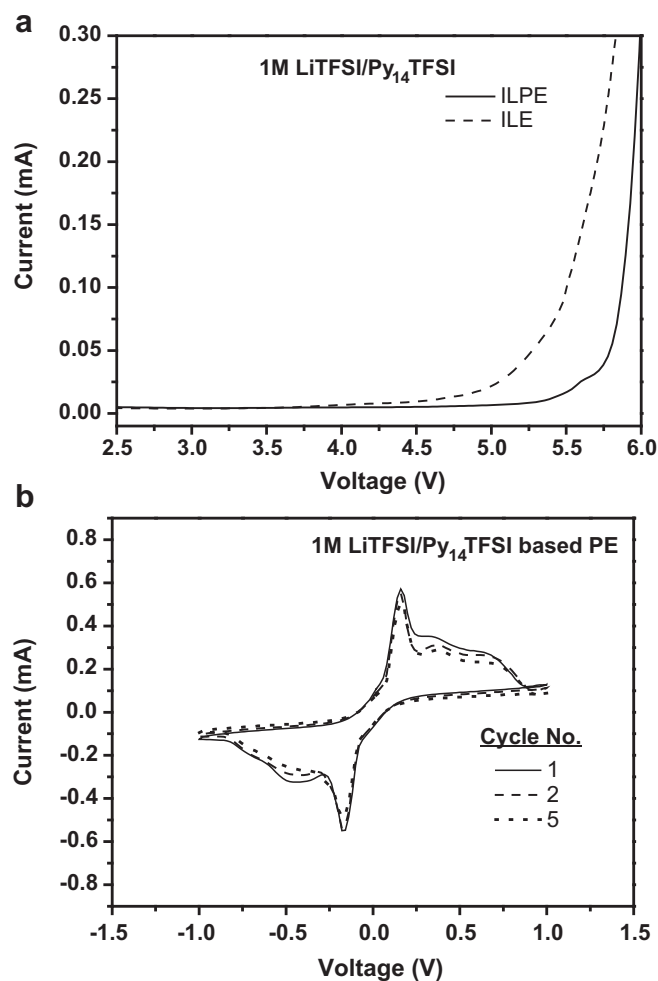 a
0.30
1M LiTFSI/Py₁₄TFSI
ILPE
ILE
0.25
0.20
0.15
0.10
0.05
0.00
Current (mA)
2.5 3.0 3.5 4.0 4.5 5.0 5.5 6.0
Voltage (V)
b
0.8
1M LiTFSI/Py₁₄TFSI based PE
0.6
0.4
0.2
0.0
-0.2
-0.4
-0.6
-0.8
Current (mA)
Cycle No.
1
2
5
-1.5 -1.0 -0.5 0.0 0.5 1.0 1.5
Voltage (V)